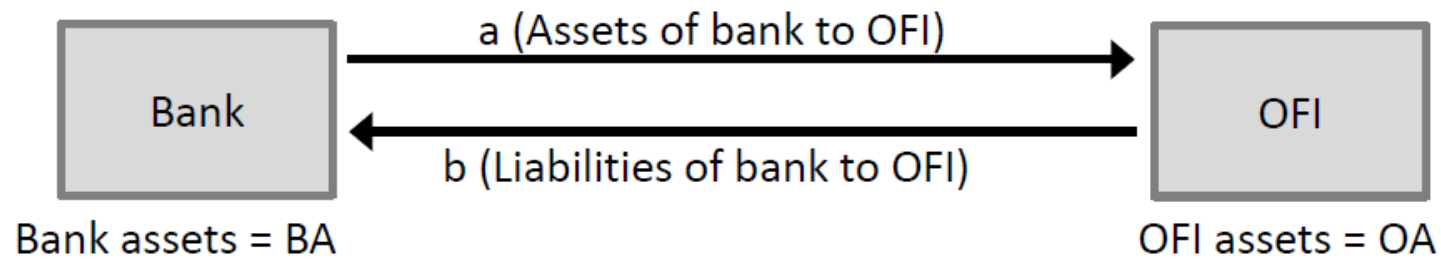 a (Assets of bank to OFI)
Bank
OFI
b (Liabilities of bank to OFI)
Bank assets = BA
OFI assets = OA